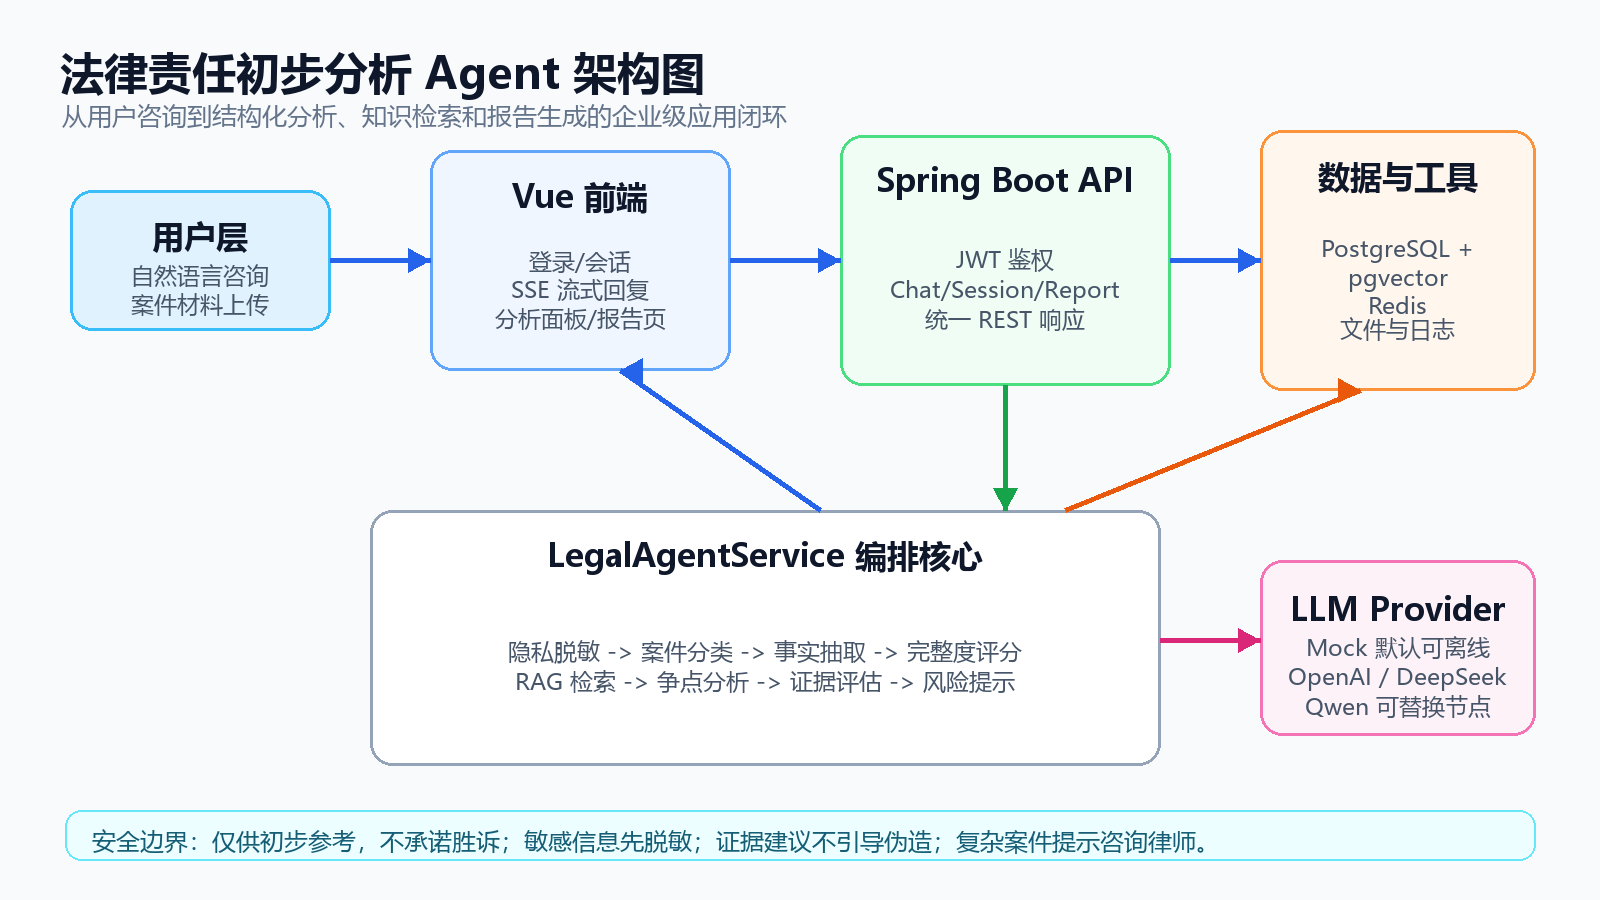 法律责任初步分析 Agent 架构图
从用户咨询到结构化分析、知识检索和报告生成的企业级应用闭环
用户层
自然语言咨询
案件材料上传
Vue 前端
登录/会话
SSE 流式回复
分析面板/报告页
Spring Boot API
JWT 鉴权
Chat/Session/Report
统一 REST 响应
数据与工具
PostgreSQL +
pgvector
Redis
文件与日志
LegalAgentService 编排核心
隐私脱敏 -> 案件分类 -> 事实抽取 -> 完整度评分
RAG 检索 -> 争点分析 -> 证据评估 -> 风险提示
LLM Provider
Mock 默认可离线
OpenAI / DeepSeek
Qwen 可替换节点
安全边界：仅供初步参考，不承诺胜诉；敏感信息先脱敏；证据建议不引导伪造；复杂案件提示咨询律师。